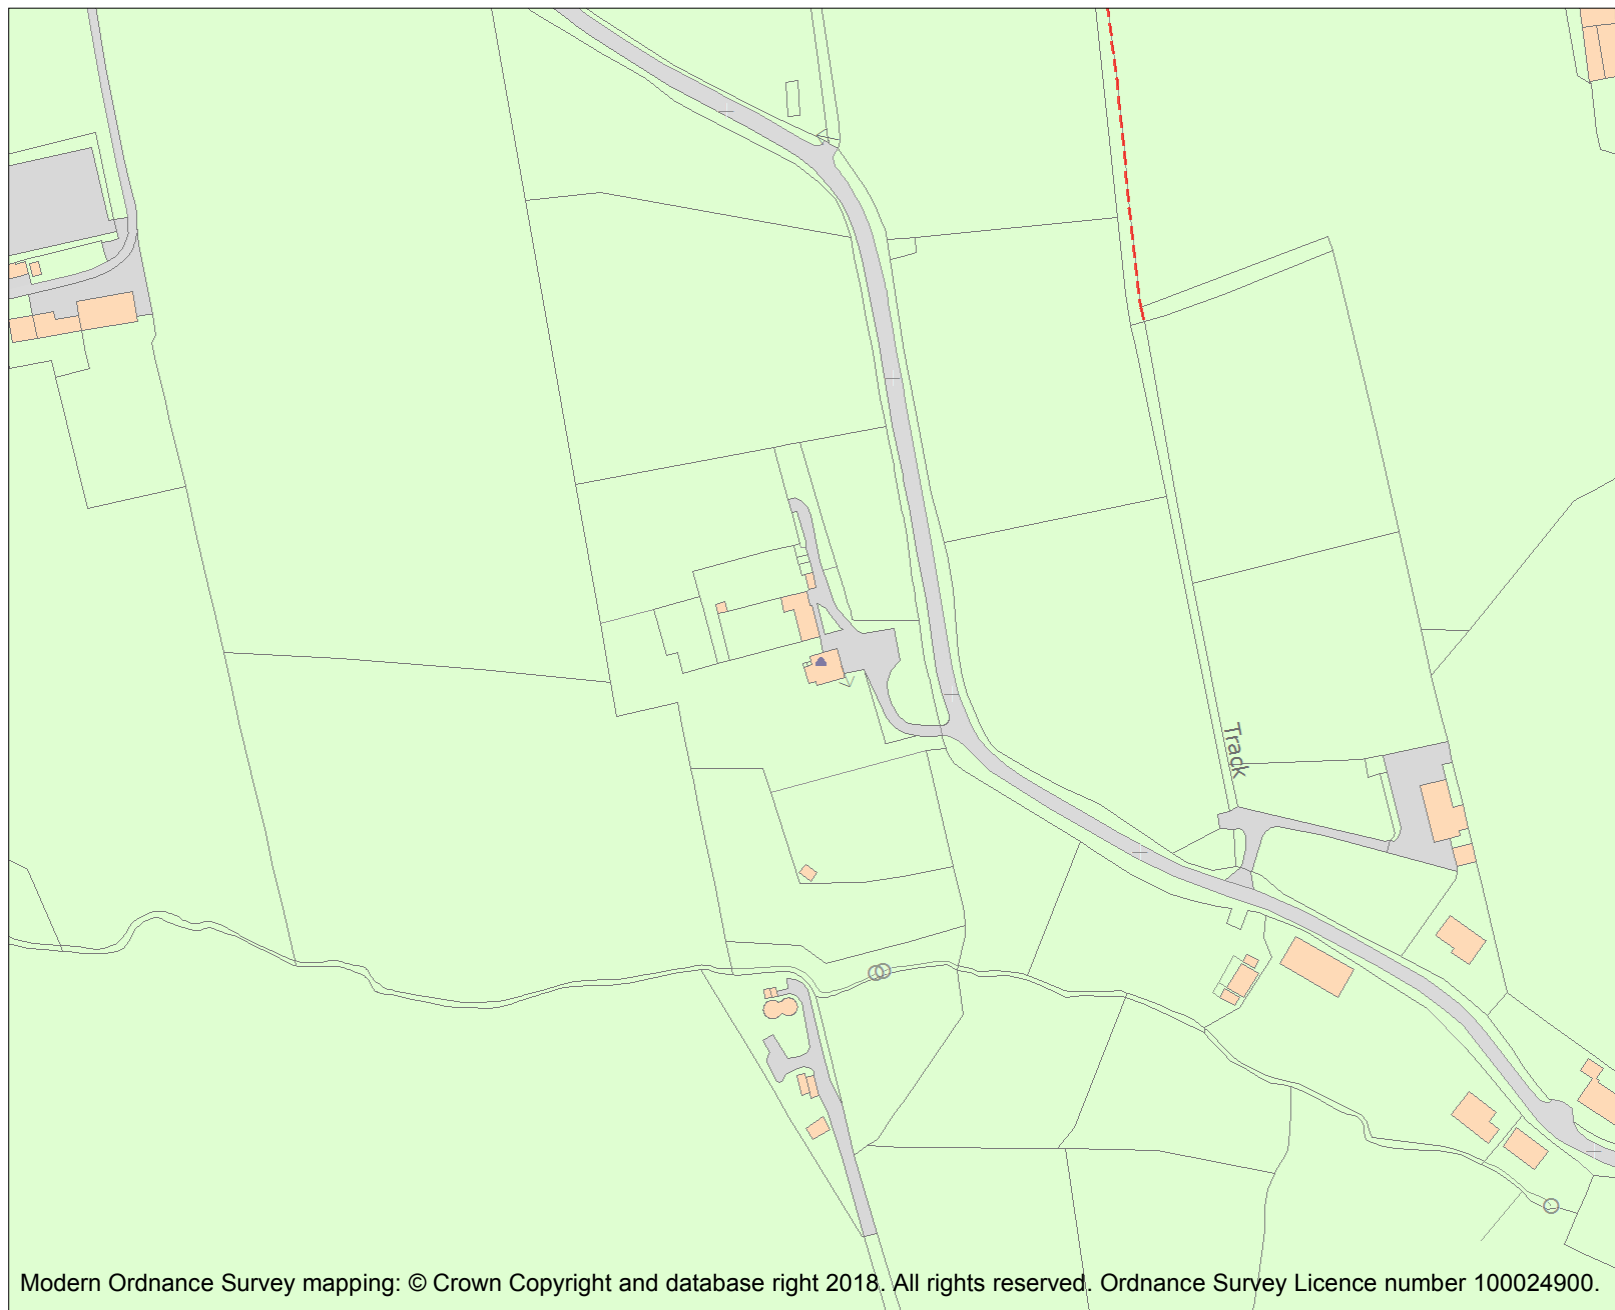 Track
Modern Ordnance Survey mapping: © Crown Copyright and database right 2018. All rights reserved. Ordnance Survey Licence number 100024900.